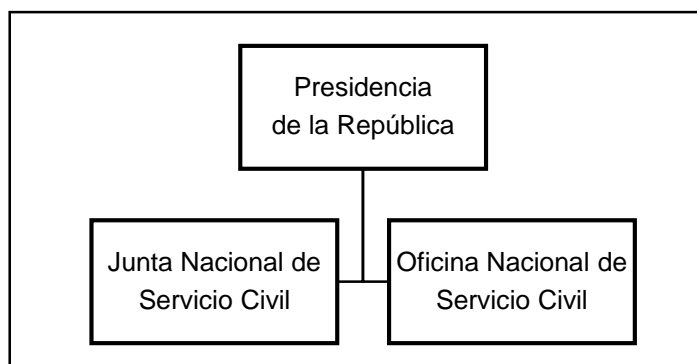 Presidencia
de la República
Junta Nacional de
Servicio Civil
Oficina Nacional de
Servicio Civil